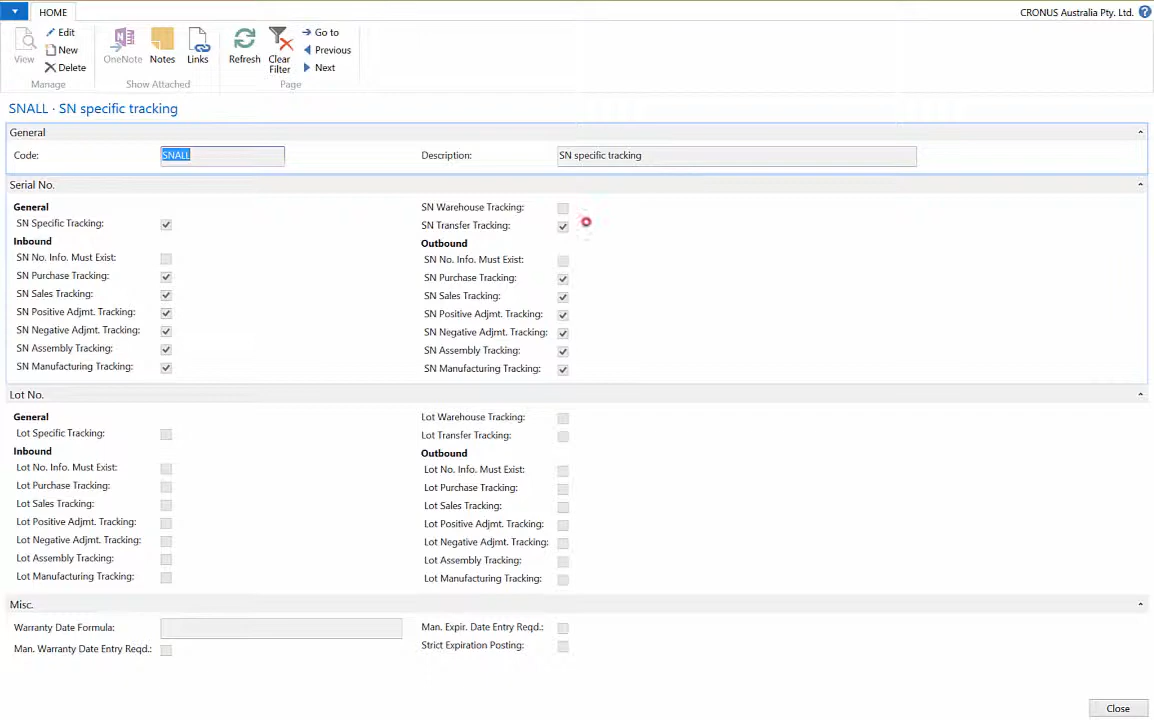 HOME
CRONUS Australia Pty. Ltd.
View
Edit
New
Delete
Manage
OneNote
Notes
Links
Show Attached
Refresh
Clear
Filter
Go to
Previous
Next
Page
SNALL · SN specific tracking
General
Code: SNALL
Description: SN specific tracking
Serial No.
General
SN Specific Tracking:
Inbound
SN No. Info. Must Exist:
SN Purchase Tracking:
SN Sales Tracking:
SN Positive Adjmt. Tracking:
SN Negative Adjmt. Tracking:
SN Assembly Tracking:
SN Manufacturing Tracking:
SN Warehouse Tracking:
SN Transfer Tracking:
Outbound
SN No. Info. Must Exist:
SN Purchase Tracking:
SN Sales Tracking:
SN Positive Adjmt. Tracking:
SN Negative Adjmt. Tracking:
SN Assembly Tracking:
SN Manufacturing Tracking:
Lot No.
General
Lot Specific Tracking:
Inbound
Lot No. Info. Must Exist:
Lot Purchase Tracking:
Lot Sales Tracking:
Lot Positive Adjmt. Tracking:
Lot Negative Adjmt. Tracking:
Lot Assembly Tracking:
Lot Manufacturing Tracking:
Lot Warehouse Tracking:
Lot Transfer Tracking:
Outbound
Lot No. Info. Must Exist:
Lot Purchase Tracking:
Lot Sales Tracking:
Lot Positive Adjmt. Tracking:
Lot Negative Adjmt. Tracking:
Lot Assembly Tracking:
Lot Manufacturing Tracking:
Misc.
Warranty Date Formula:
Man. Warranty Date Entry Reqd.:
Man. Expir. Date Entry Reqd.:
Strict Expiration Posting:
Close